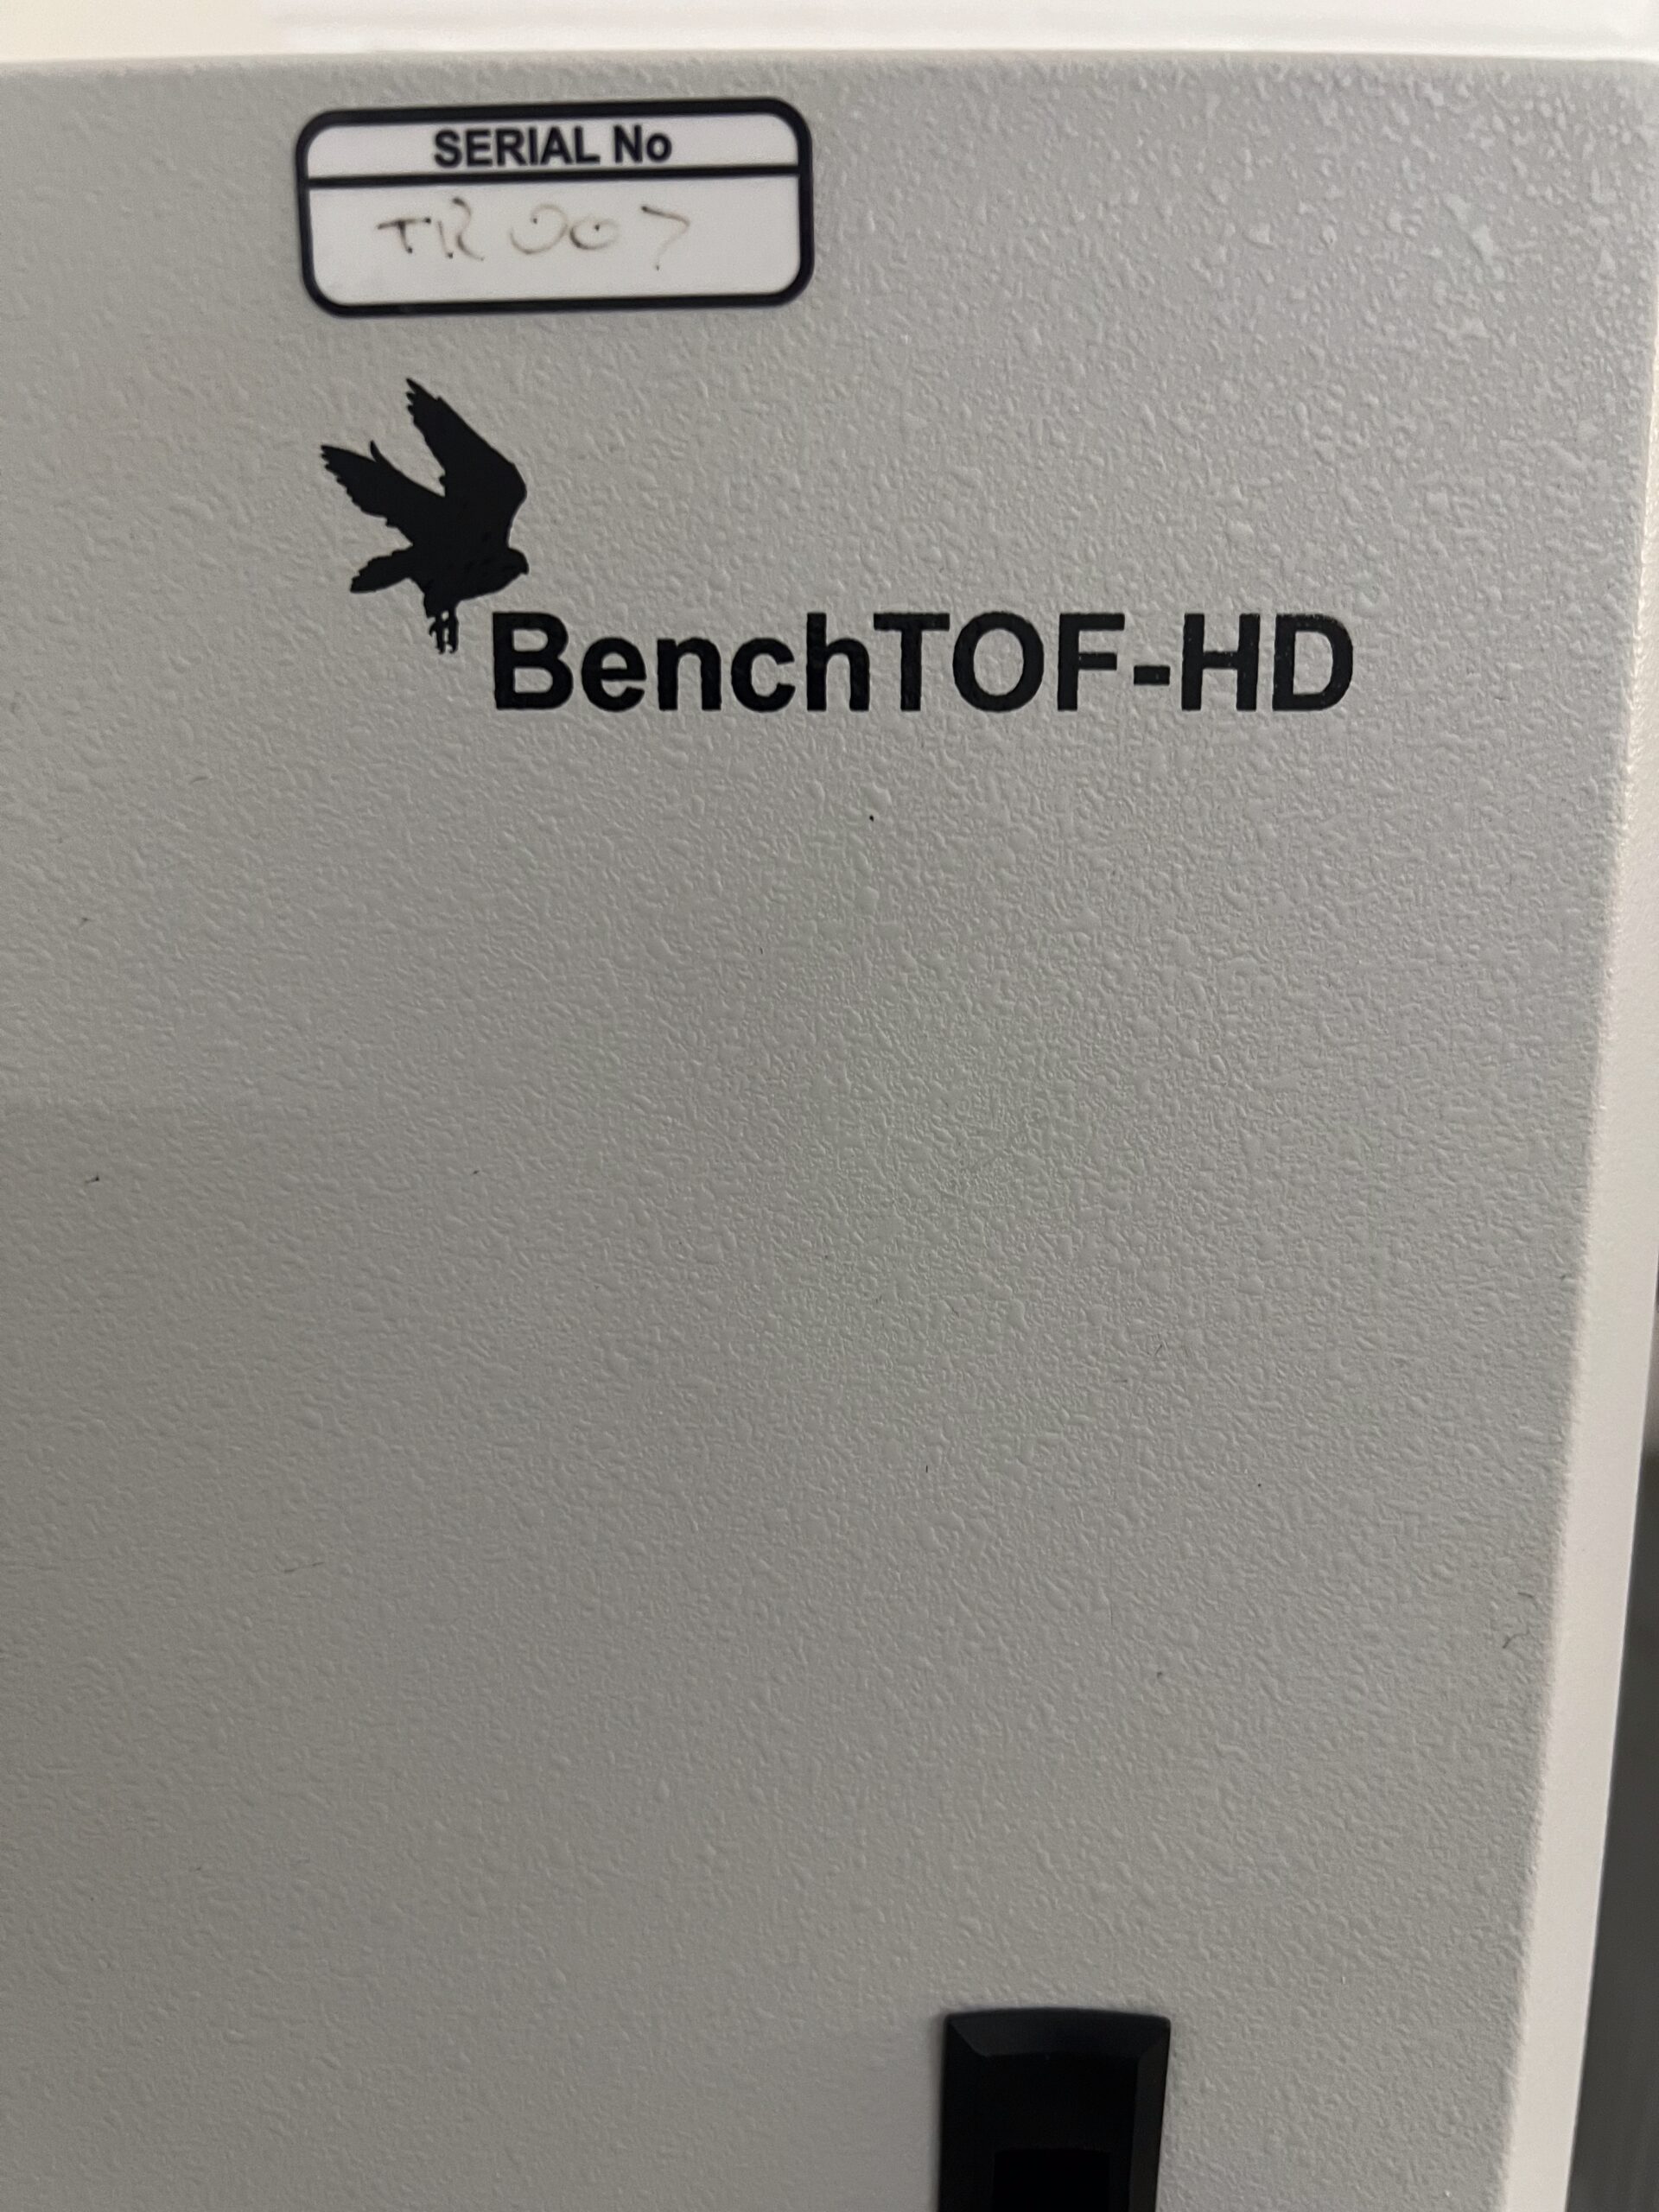 SERIAL No
TR 007
BenchTOF-HD